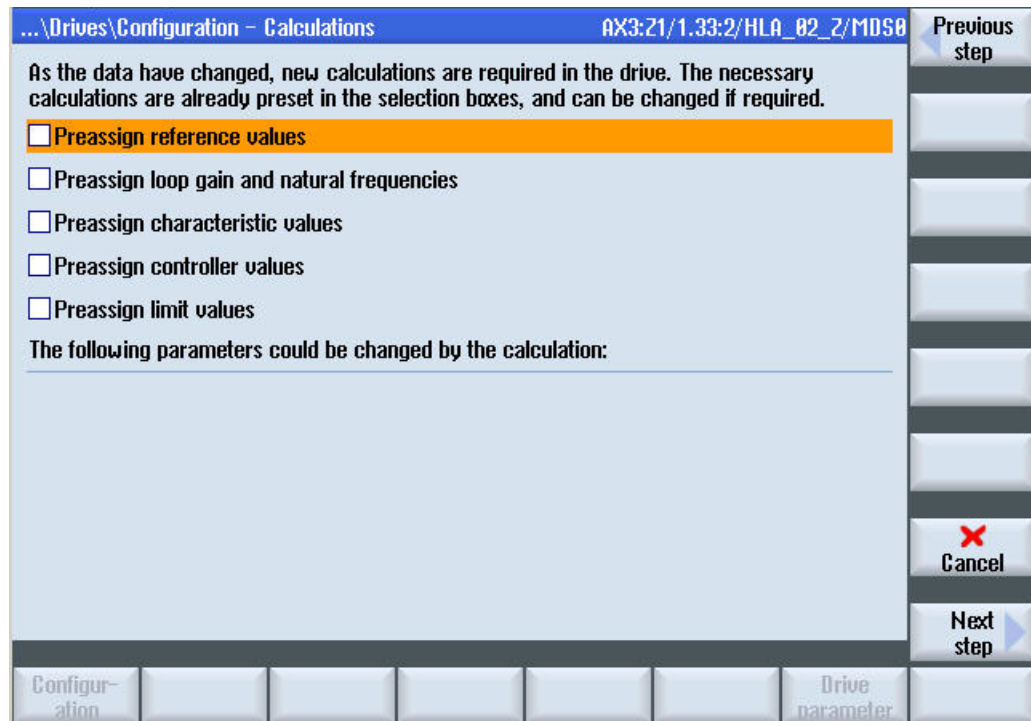 ...\Drives\Configuration - Calculations AX3:Z1/1.33:2/HLA_02_Z/MDS0
Previous
step
As the data have changed, new calculations are required in the drive. The necessary
calculations are already preset in the selection boxes, and can be changed if required.
Preassign reference values
Preassign loop gain and natural frequencies
Preassign characteristic values
Preassign controller values
Preassign limit values
The following parameters could be changed by the calculation:
Cancel
Next
step
Configur-
ation
Drive
parameter